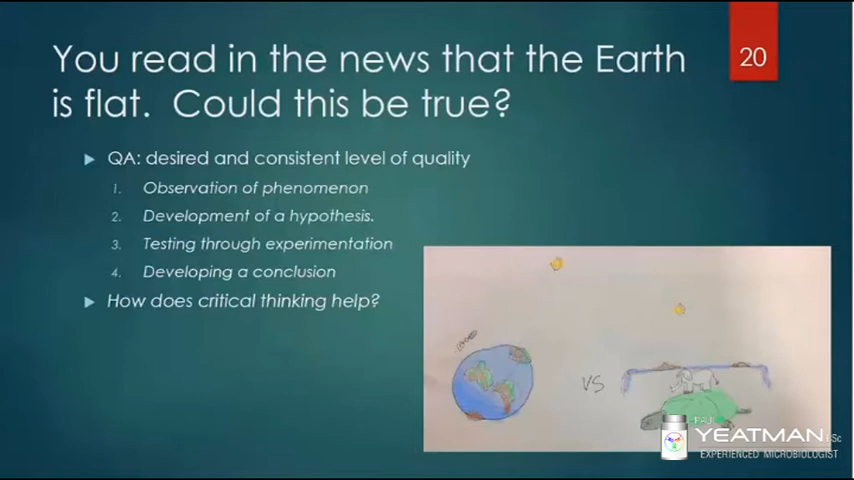 You read in the news that the Earth
is flat. Could this be true?
20
QA: desired and consistent level of quality
1. Observation of phenomenon
2. Development of a hypothesis.
3. Testing through experimentation
4. Developing a conclusion
How does critical thinking help?
VS
PAUL
YEATMAN BSc
EXPERIENCED MICROBIOLOGIST